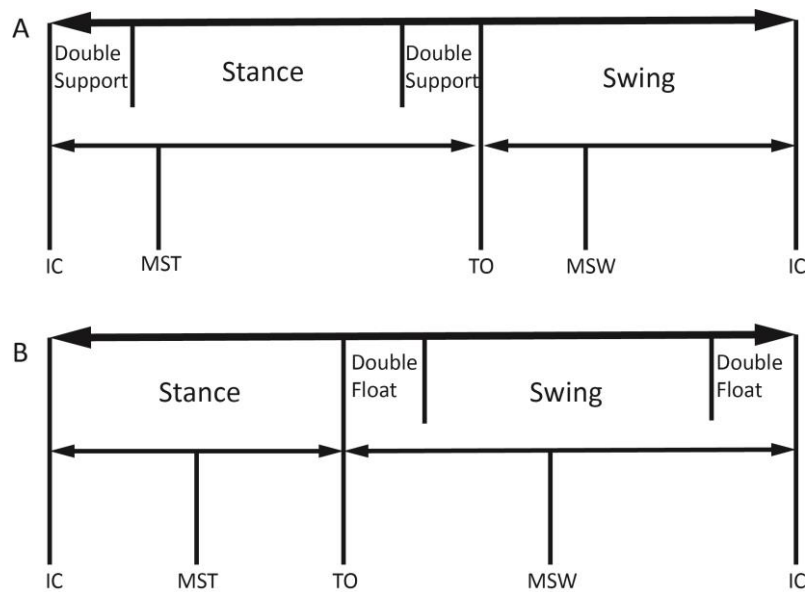 A
Double
Support
Stance
Double
Support
Swing
IC
MST
TO
MSW
IC
B
Stance
Double
Float
Swing
Double
Float
IC
MST
TO
MSW
IC